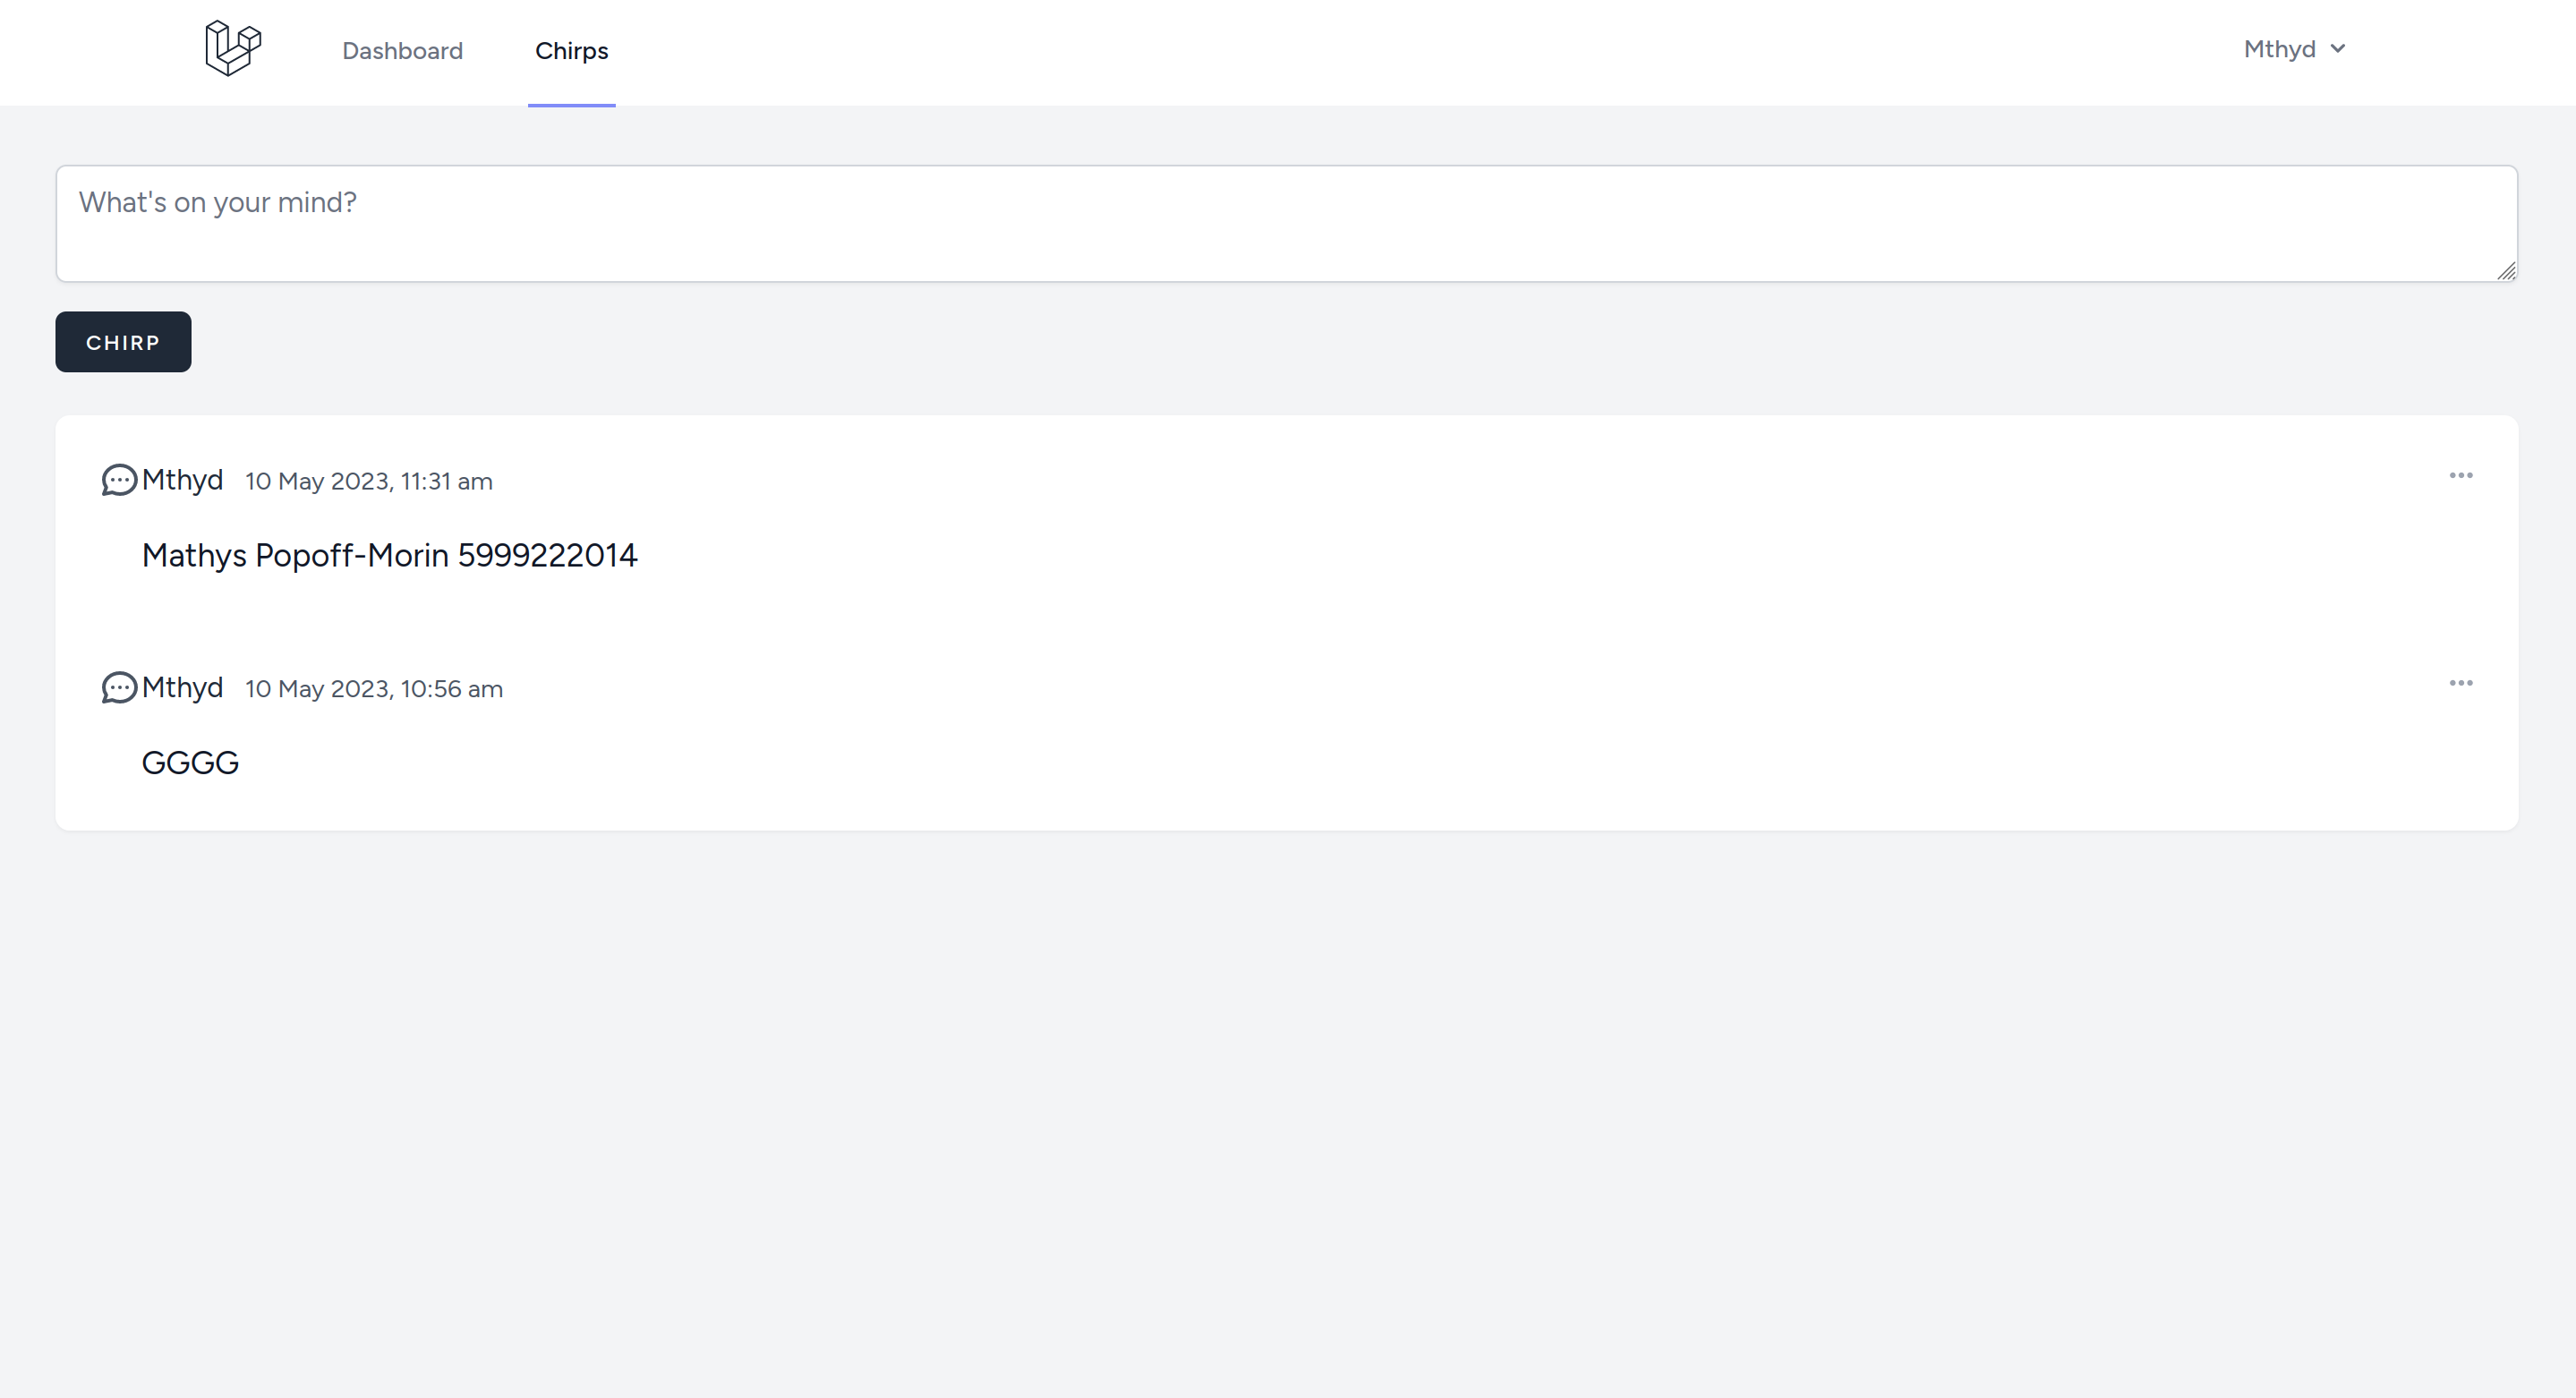 Dashboard Chirps Mthyd
What's on your mind?
CHIRP
Mthyd 10 May 2023, 11:31 am
Mathys Popoff-Morin 5999222014
Mthyd 10 May 2023, 10:56 am
GGGG